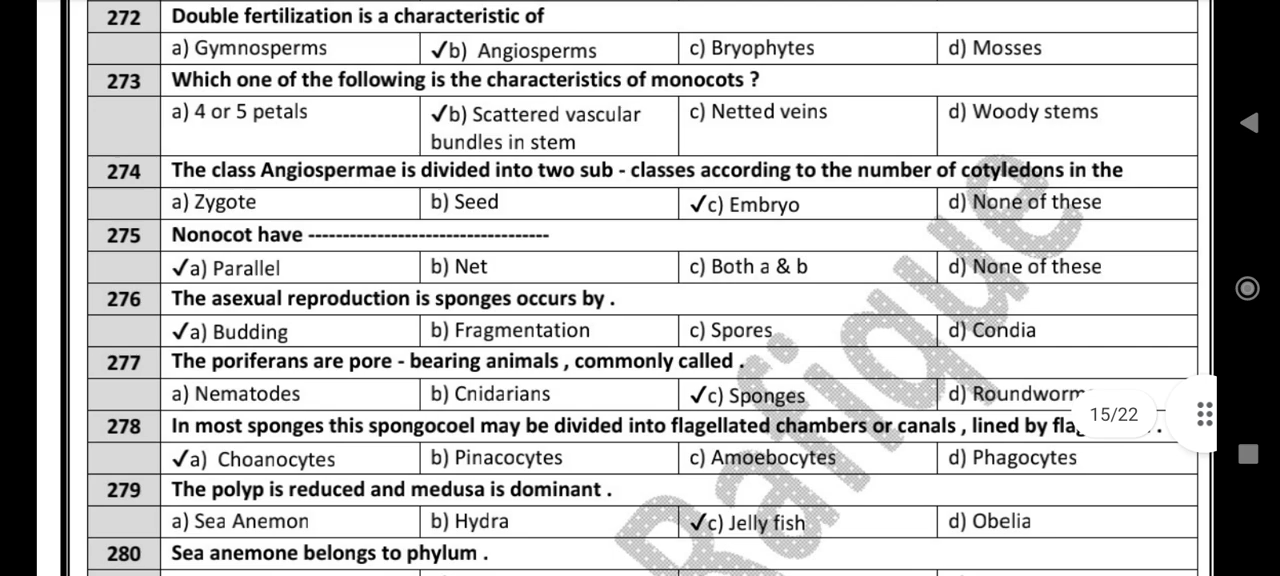 272 Double fertilization is a characteristic of
a) Gymnosperms ✓b) Angiosperms c) Bryophytes d) Mosses
273 Which one of the following is the characteristics of monocots ?
a) 4 or 5 petals ✓b) Scattered vascular bundles in stem c) Netted veins d) Woody stems
274 The class Angiospermae is divided into two sub - classes according to the number of cotyledons in the
a) Zygote b) Seed ✓c) Embryo d) None of these
275 Nonocot have -----------------------------------
✓a) Parallel b) Net c) Both a & b d) None of these
276 The asexual reproduction is sponges occurs by .
✓a) Budding b) Fragmentation c) Spores d) Condia
277 The poriferans are pore - bearing animals , commonly called .
a) Nematodes b) Cnidarians ✓c) Sponges d) Roundworm
15/22
278 In most sponges this spongocoel may be divided into flagellated chambers or canals , lined by .
✓a) Choanocytes b) Pinacocytes c) Amoebocytes d) Phagocytes
279 The polyp is reduced and medusa is dominant .
a) Sea Anemon b) Hydra ✓c) Jelly fish d) Obelia
280 Sea anemone belongs to phylum .
Rafique